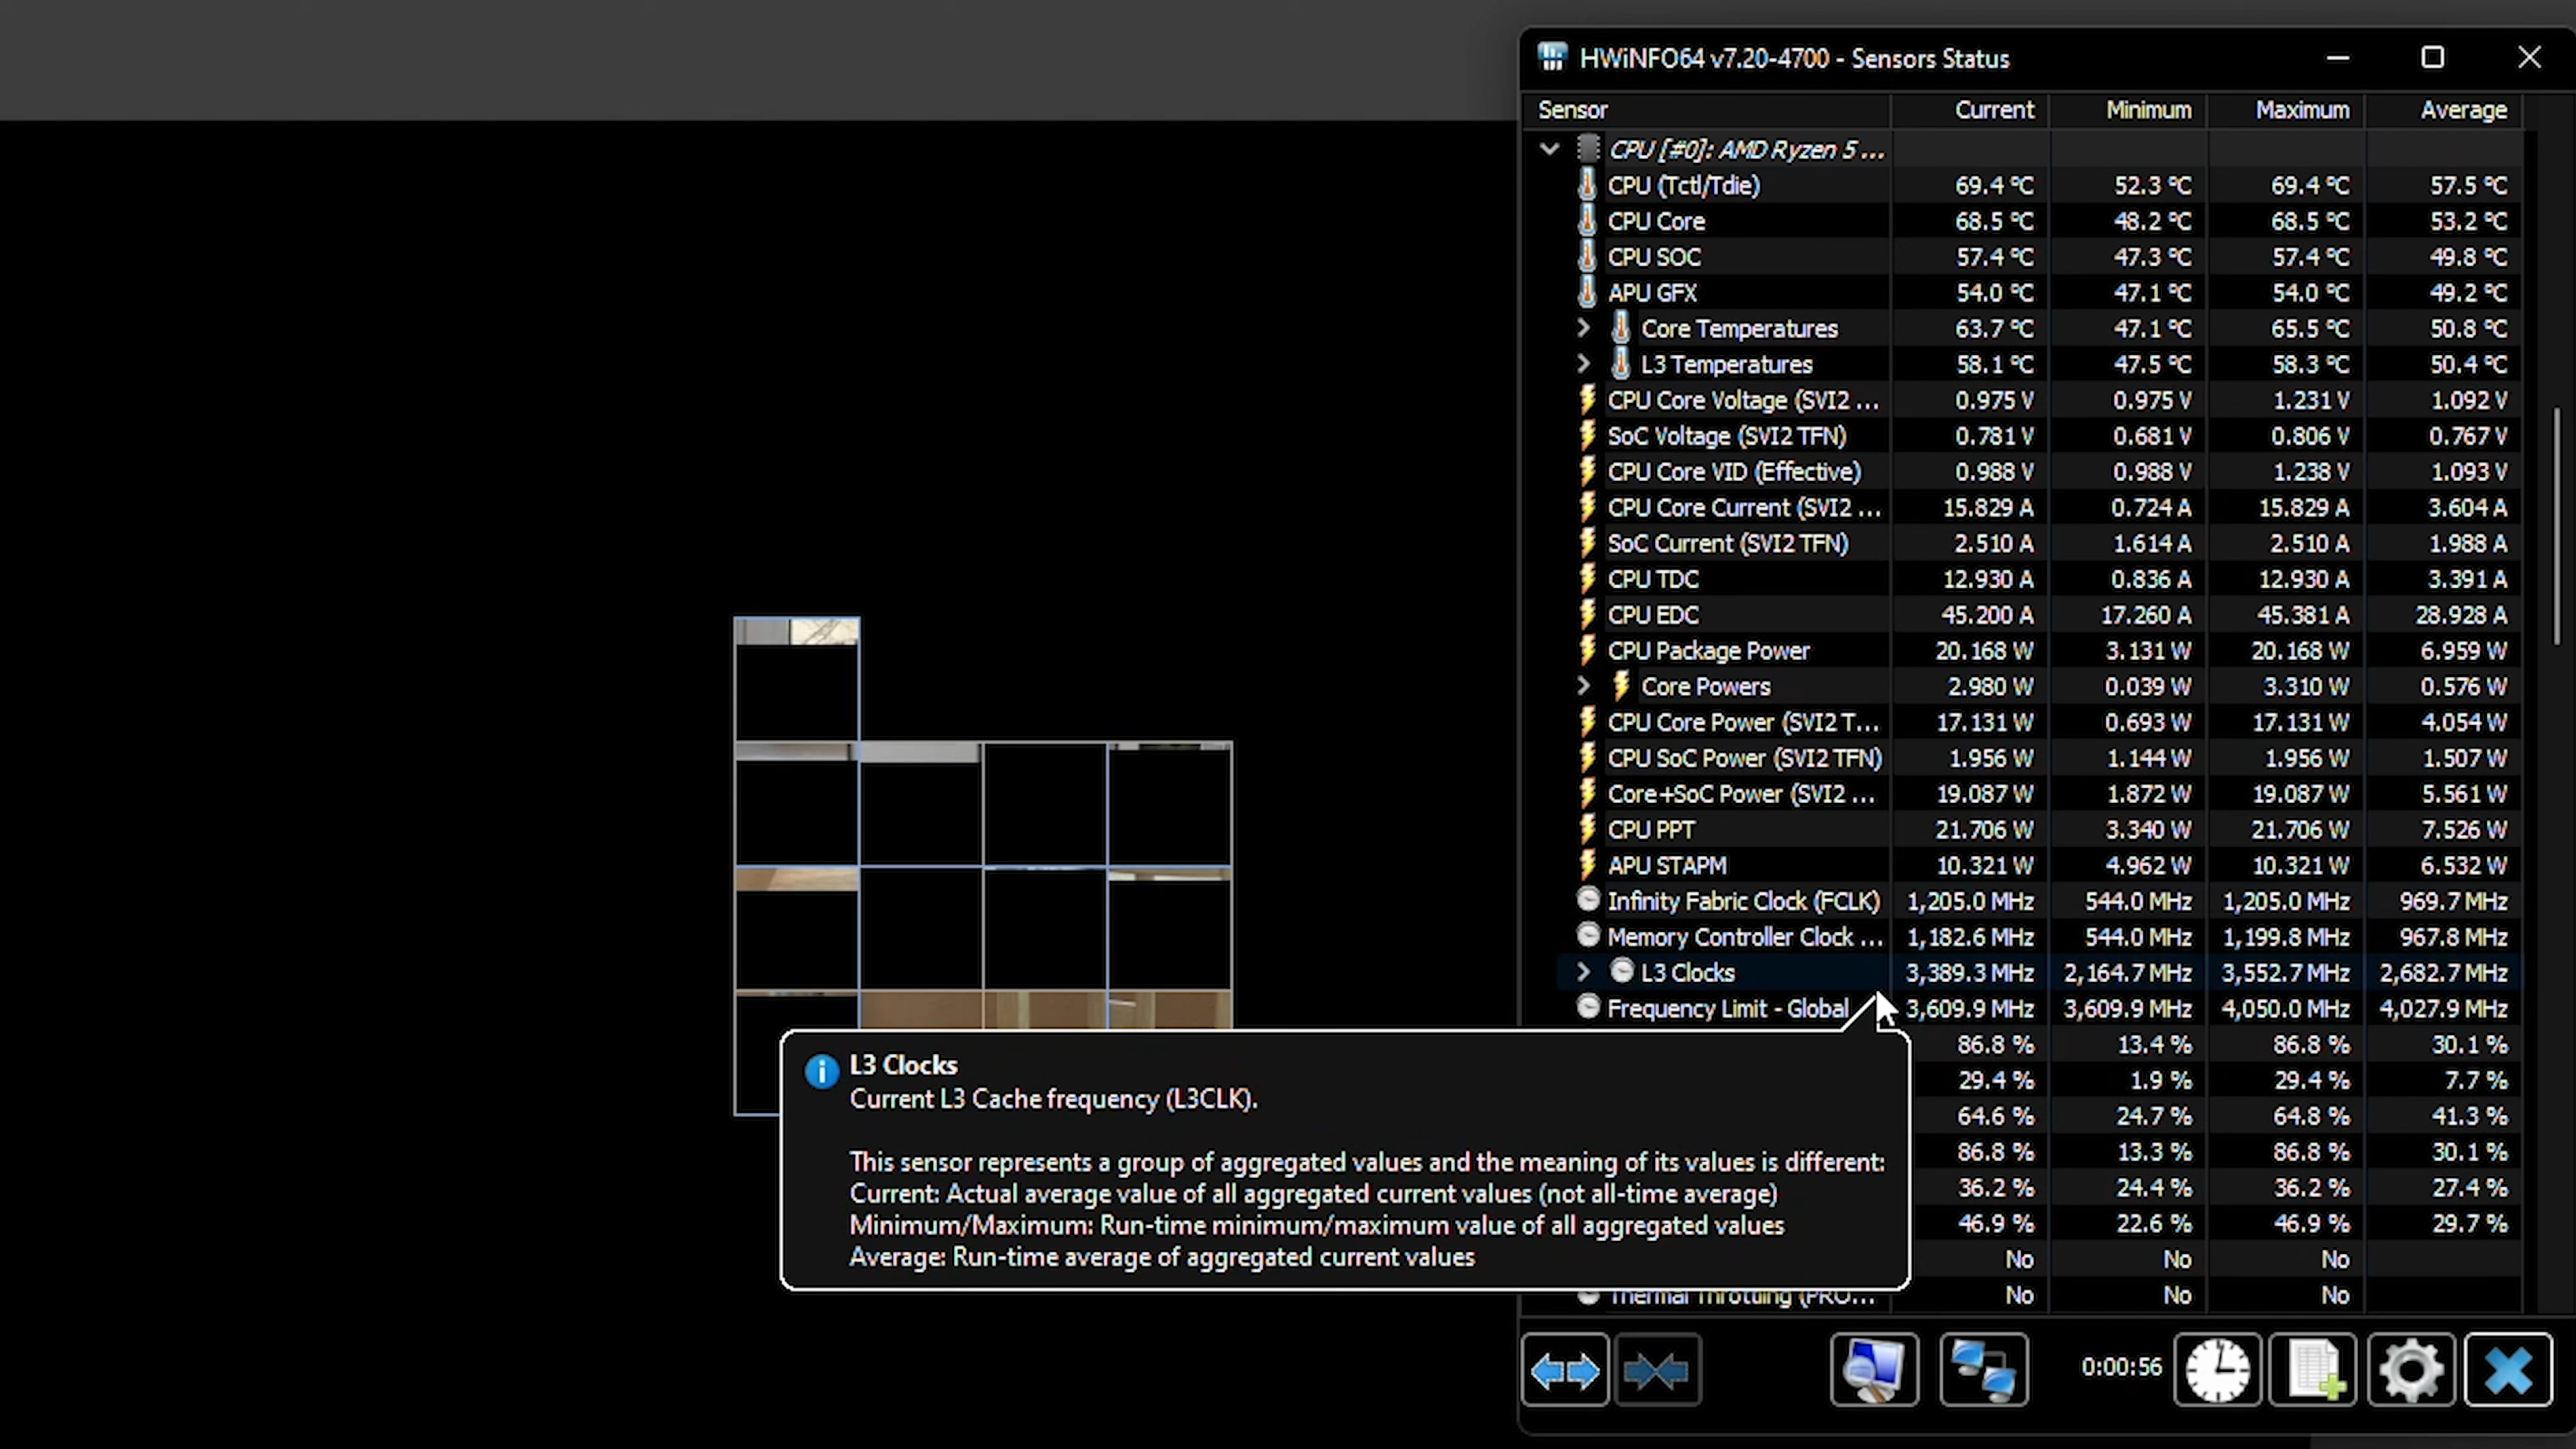 HWiNFO64 v7.20-4700 - Sensors Status
Sensor Current Minimum Maximum Average
CPU [#0]: AMD Ryzen 5 ...
CPU (Tctl/Tdie) 69.4 °C 52.3 °C 69.4 °C 57.5 °C
CPU Core 68.5 °C 48.2 °C 68.5 °C 53.2 °C
CPU SOC 57.4 °C 47.3 °C 57.4 °C 49.8 °C
APU GFX 54.0 °C 47.1 °C 54.0 °C 49.2 °C
Core Temperatures 63.7 °C 47.1 °C 65.5 °C 50.8 °C
L3 Temperatures 58.1 °C 47.5 °C 58.3 °C 50.4 °C
CPU Core Voltage (SVI2 ... 0.975 V 0.975 V 1.231 V 1.092 V
SoC Voltage (SVI2 TFN) 0.781 V 0.681 V 0.806 V 0.767 V
CPU Core VID (Effective) 0.988 V 0.988 V 1.238 V 1.093 V
CPU Core Current (SVI2 ... 15.829 A 0.724 A 15.829 A 3.604 A
SoC Current (SVI2 TFN) 2.510 A 1.614 A 2.510 A 1.988 A
CPU TDC 12.930 A 0.836 A 12.930 A 3.391 A
CPU EDC 45.200 A 17.260 A 45.381 A 28.928 A
CPU Package Power 20.168 W 3.131 W 20.168 W 6.959 W
Core Powers 2.980 W 0.039 W 3.310 W 0.576 W
CPU Core Power (SVI2 T... 17.131 W 0.693 W 17.131 W 4.054 W
CPU SoC Power (SVI2 TFN) 1.956 W 1.144 W 1.956 W 1.507 W
Core+SoC Power (SVI2 ... 19.087 W 1.872 W 19.087 W 5.561 W
CPU PPT 21.706 W 3.340 W 21.706 W 7.526 W
APU STAPM 10.321 W 4.962 W 10.321 W 6.532 W
Infinity Fabric Clock (FCLK) 1,205.0 MHz 544.0 MHz 1,205.0 MHz 969.7 MHz
Memory Controller Clock ... 1,182.6 MHz 544.0 MHz 1,199.8 MHz 967.8 MHz
L3 Clocks 3,389.3 MHz 2,164.7 MHz 3,552.7 MHz 2,682.7 MHz
Frequency Limit - Global 3,609.9 MHz 3,609.9 MHz 4,050.0 MHz 4,027.9 MHz
86.8 % 13.4 % 86.8 % 30.1 %
29.4 % 1.9 % 29.4 % 7.7 %
64.6 % 24.7 % 64.8 % 41.3 %
86.8 % 13.3 % 86.8 % 30.1 %
36.2 % 24.4 % 36.2 % 27.4 %
46.9 % 22.6 % 46.9 % 29.7 %
No No No
Thermal Throttling (PRO... No No No
L3 Clocks
Current L3 Cache frequency (L3CLK).
This sensor represents a group of aggregated values and the meaning of its values is different:
Current: Actual average value of all aggregated current values (not all-time average)
Minimum/Maximum: Run-time minimum/maximum value of all aggregated values
Average: Run-time average of aggregated current values
0:00:56